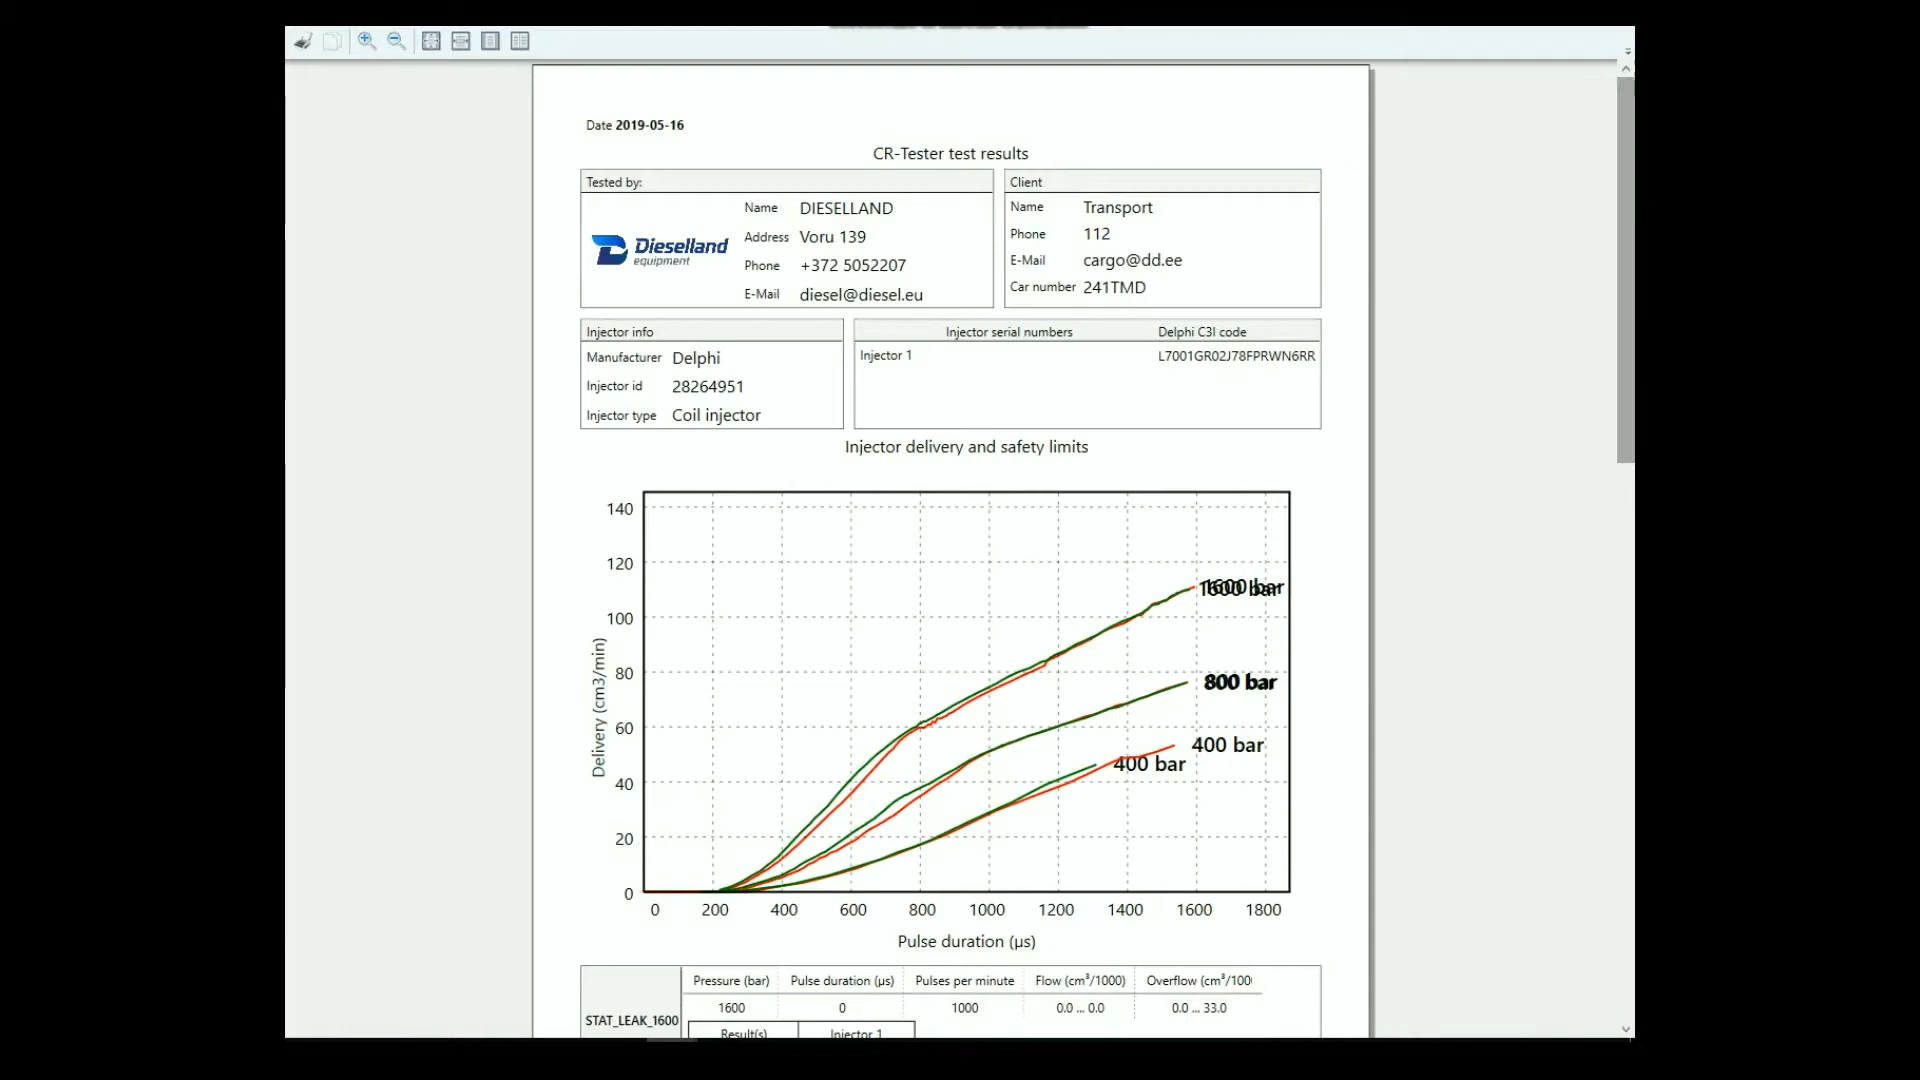 Date 2019-05-16
CR-Tester test results
Tested by:
Dieselland
equipment
Name DIESELLAND
Address Voru 139
Phone +372 5052207
E-Mail diesel@diesel.eu
Client
Name Transport
Phone 112
E-Mail cargo@dd.ee
Car number 241TMD
Injector info
Manufacturer Delphi
Injector id 28264951
Injector type Coil injector
Injector serial numbers Delphi C3I code
Injector 1 L7001GR02J78FPRWN6RR
Injector delivery and safety limits
Delivery (cm3/min)
140
120
100
80
60
40
20
0
1600 bar
1600 bar
800 bar
400 bar
400 bar
0 200 400 600 800 1000 1200 1400 1600 1800
Pulse duration (µs)
Pressure (bar) Pulse duration (µs) Pulses per minute Flow (cm³/1000) Overflow (cm³/100
1600 0 1000 0.0 ... 0.0 0.0 ... 33.0
STAT_LEAK_1600
Result(s) Injector 1